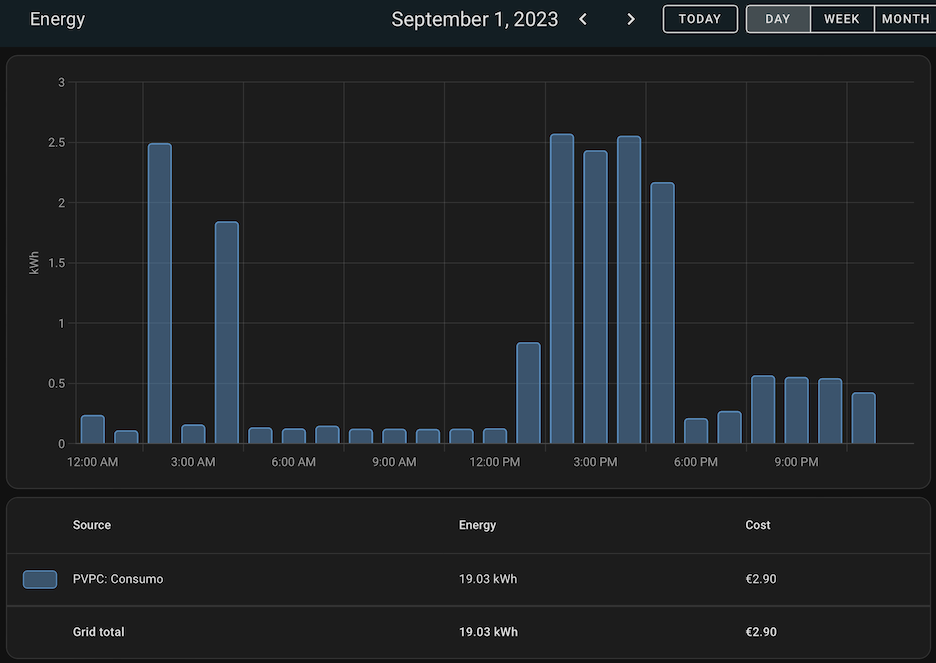 Energy
September 1, 2023
TODAY
DAY
WEEK
MONTH
3
2.5
2
1.5
1
0.5
0
kWh
12:00 AM
3:00 AM
6:00 AM
9:00 AM
12:00 PM
3:00 PM
6:00 PM
9:00 PM
Source Energy Cost
PVPC: Consumo 19.03 kWh €2.90
Grid total 19.03 kWh €2.90